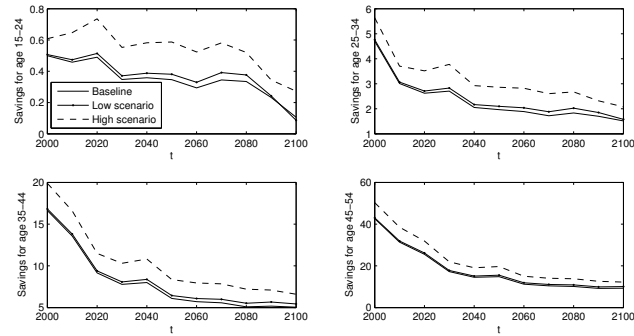 Savings for age 15−24
0.8
0.6
0.4
0.2
0
Baseline
Low scenario
High scenario
2000 2020 2040 2060 2080 2100
t
Savings for age 25−34
6
5
4
3
2
1
2000 2020 2040 2060 2080 2100
t
Savings for age 35−44
20
15
10
5
2000 2020 2040 2060 2080 2100
t
Savings for age 45−54
60
40
20
0
2000 2020 2040 2060 2080 2100
t